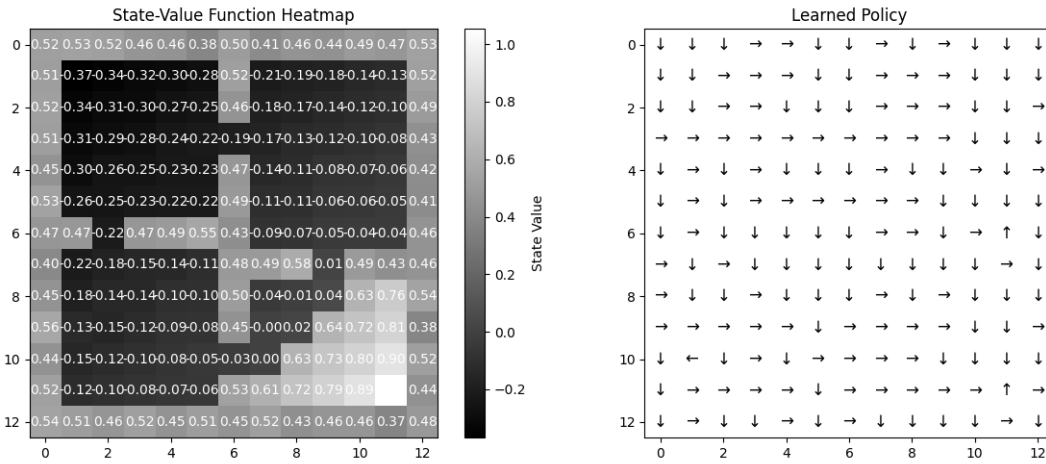 State-Value Function Heatmap
0 0.52 0.53 0.52 0.46 0.46 0.38 0.50 0.41 0.46 0.44 0.49 0.47 0.53
0.51 -0.37 -0.34 -0.32 -0.30 -0.28 0.52 -0.21 -0.19 -0.18 -0.14 -0.13 0.52
2 0.52 -0.34 -0.31 -0.30 -0.27 -0.25 0.46 -0.18 -0.17 -0.14 -0.12 -0.10 0.49
0.51 -0.31 -0.29 -0.28 -0.24 -0.22 -0.19 -0.17 -0.13 -0.12 -0.10 -0.08 0.43
4 0.45 -0.30 -0.26 -0.25 -0.23 -0.23 0.47 -0.14 -0.11 -0.08 -0.07 -0.06 0.42
0.53 -0.26 -0.25 -0.23 -0.22 -0.22 0.49 -0.11 -0.11 -0.06 -0.06 -0.05 0.41
6 0.47 0.47 -0.22 0.47 0.49 0.55 0.43 -0.09 -0.07 -0.05 -0.04 -0.04 0.46
0.40 -0.22 -0.18 -0.15 -0.14 -0.11 0.48 0.49 0.58 0.01 0.49 0.43 0.46
8 0.45 -0.18 -0.14 -0.14 -0.10 -0.10 0.50 -0.04 -0.01 0.04 0.63 0.76 0.54
0.56 -0.13 -0.15 -0.12 -0.09 -0.08 0.45 -0.00 0.02 0.64 0.72 0.81 0.38
10 0.44 -0.15 -0.12 -0.10 -0.08 -0.05 -0.03 0.00 0.63 0.73 0.80 0.90 0.52
0.52 -0.12 -0.10 -0.08 -0.07 -0.06 0.53 0.61 0.72 0.79 0.89 0.44
12 0.54 0.51 0.46 0.52 0.45 0.51 0.45 0.52 0.43 0.46 0.46 0.37 0.48
0 2 4 6 8 10 12
1.0
0.8
0.6
0.4
0.2
0.0
−0.2
State Value
Learned Policy
0
2
4
6
8
10
12
0 2 4 6 8 10 12